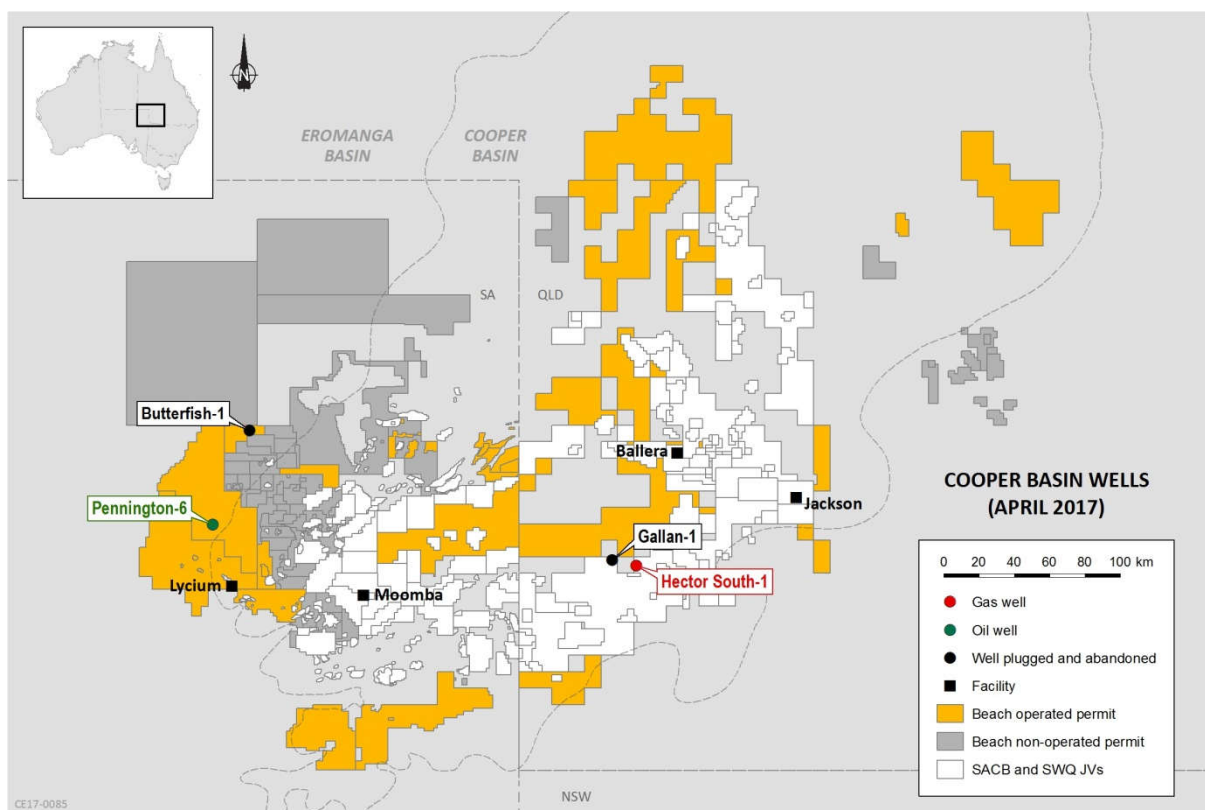 N
EROMANGA
BASIN
COOPER
BASIN
SA
QLD
Butterfish-1
Pennington-6
Ballera
Jackson
Gallan-1
Hector South-1
Lycium
Moomba
NSW
COOPER BASIN WELLS
(APRIL 2017)
0 20 40 60 80 100 km
Gas well
Oil well
Well plugged and abandoned
Facility
Beach operated permit
Beach non-operated permit
SACB and SWQ JVs
CE17-0085